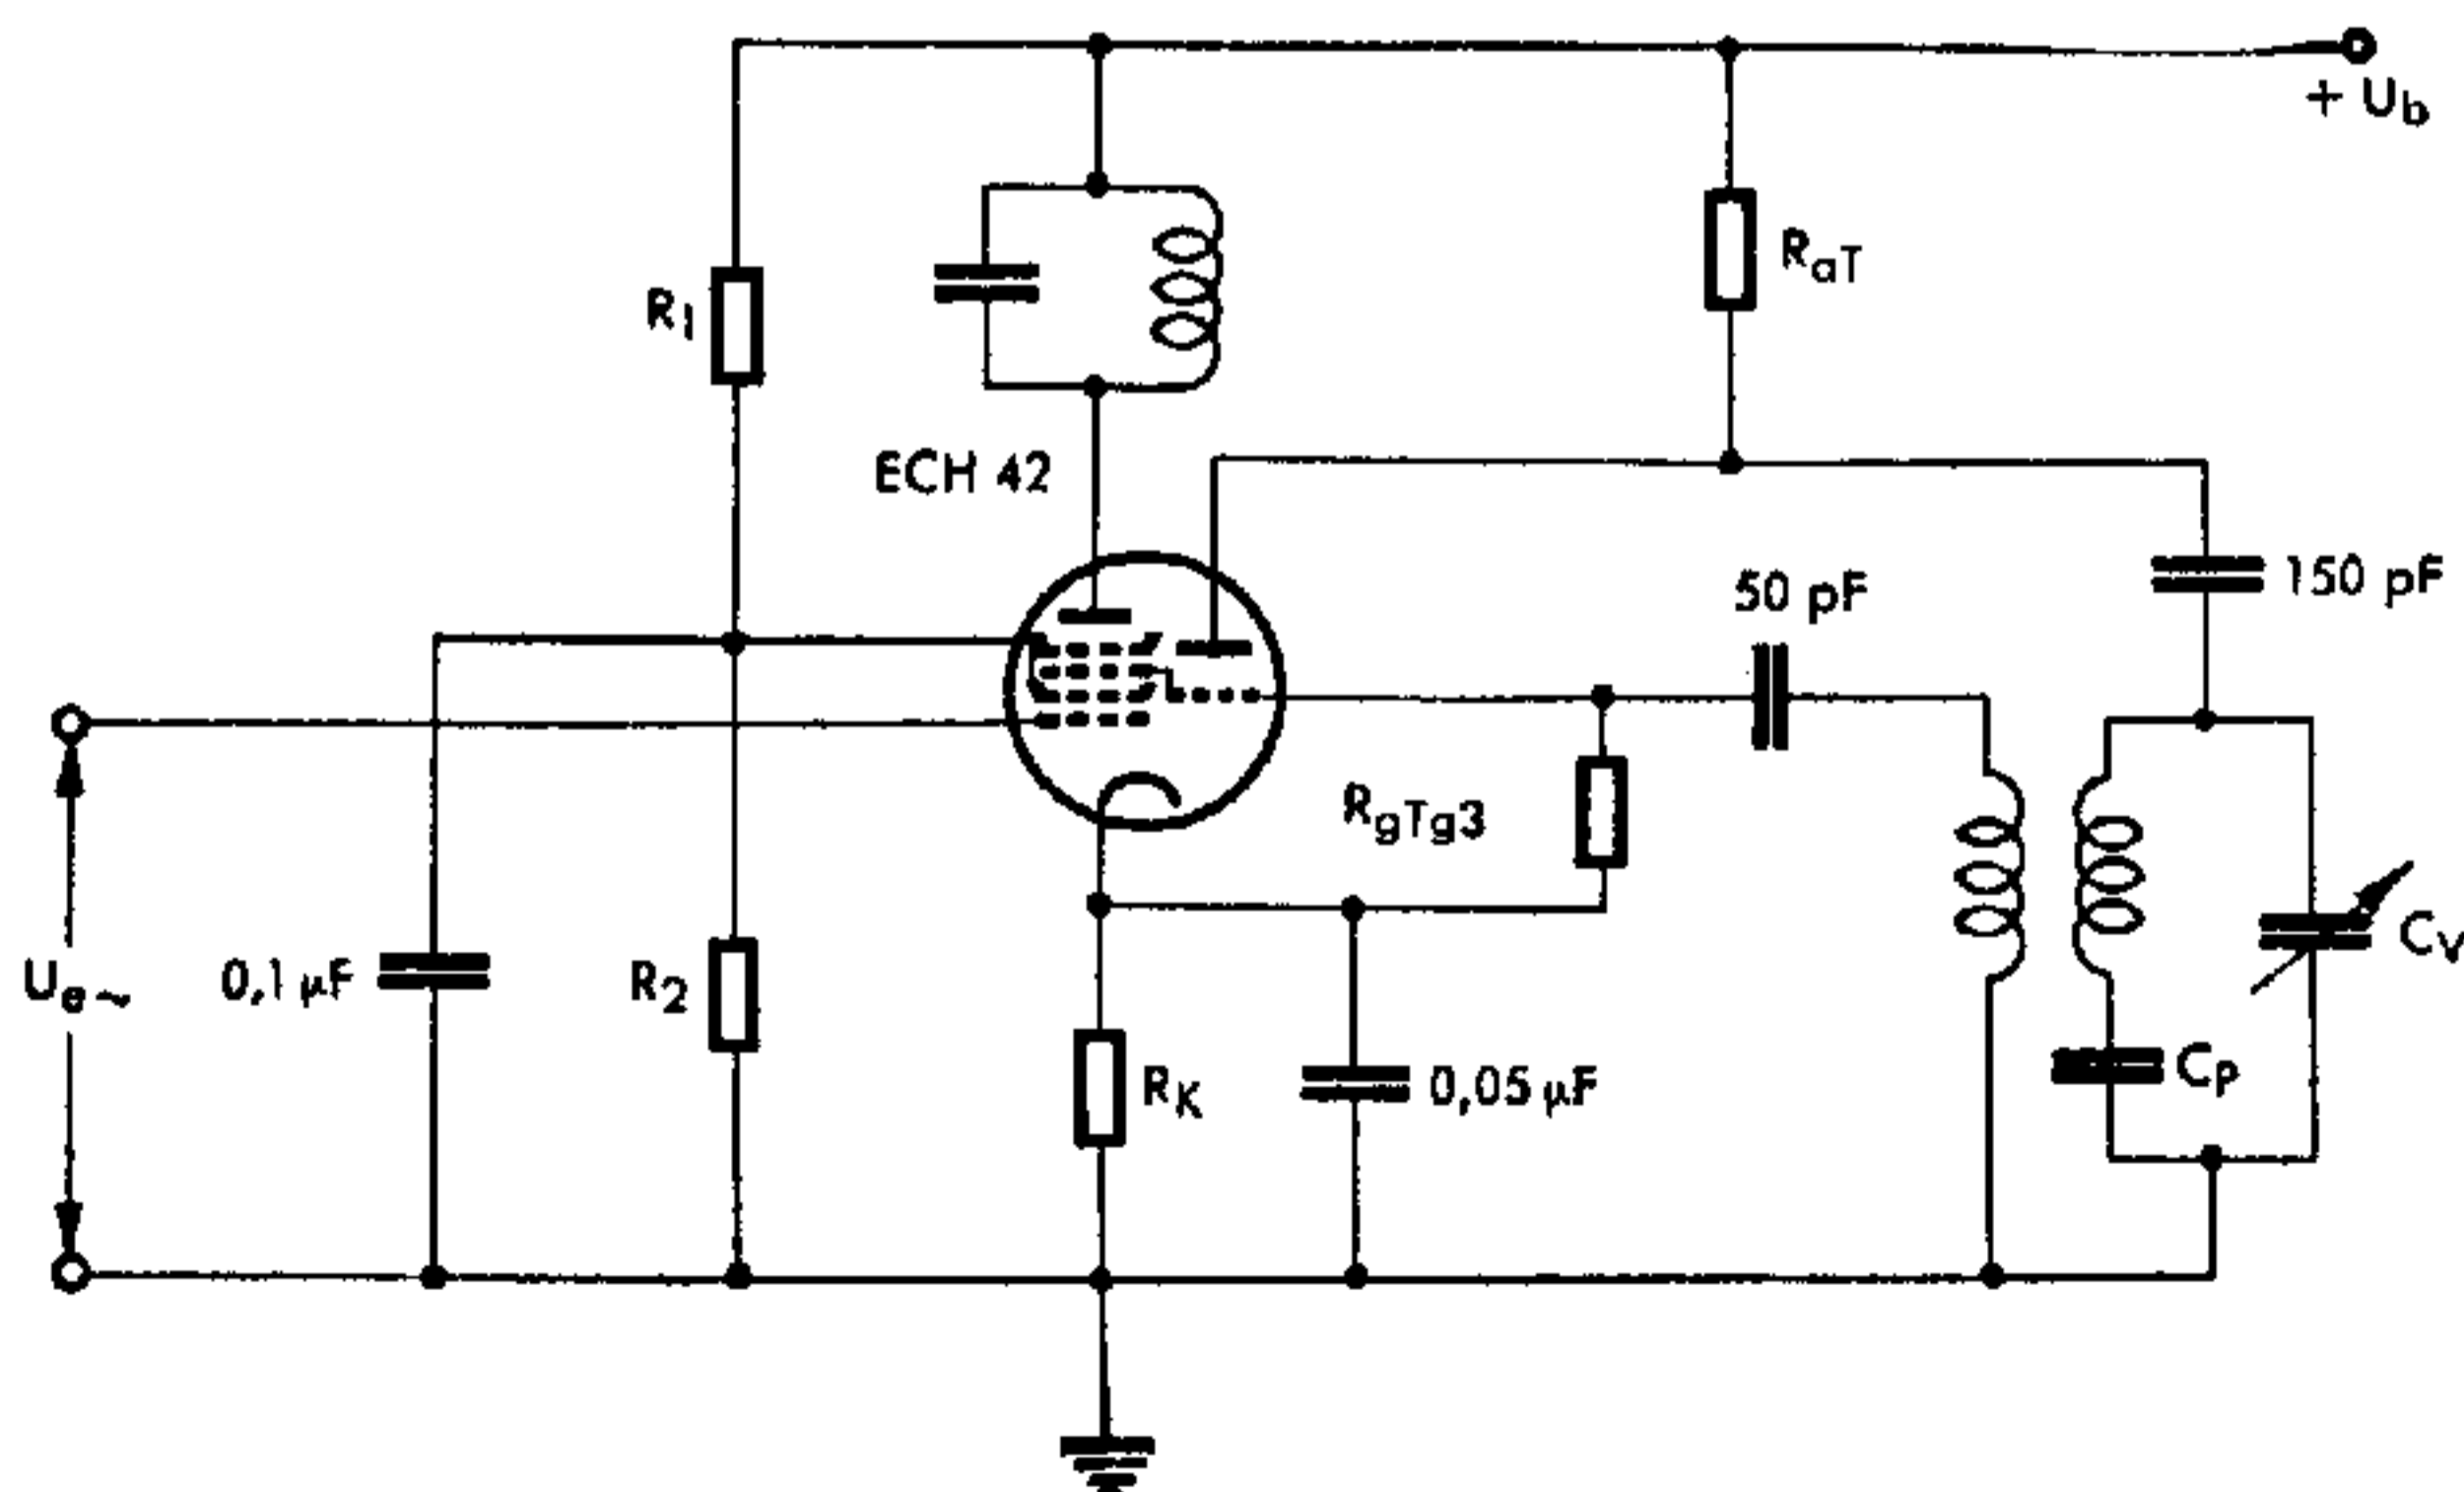 + Ub
RaT
R1
ECH 42
150 pF
50 pF
RgTg3
Cv
Ue~
0,1 µF
R2
Cp
RK
0,05 µF